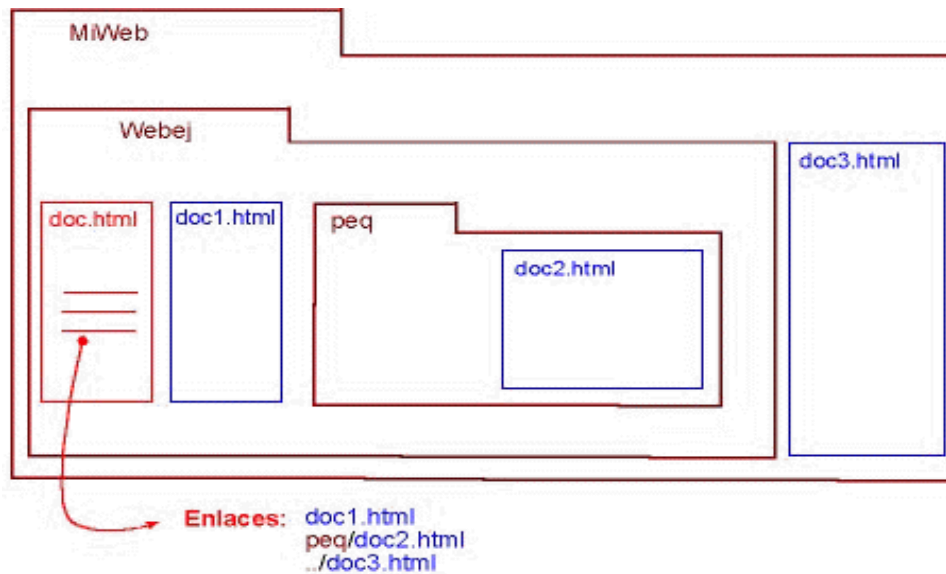 MiWeb
Webej
doc3.html
doc.html
doc1.html
peq
doc2.html
Enlaces: doc1.html
peq/doc2.html
../doc3.html